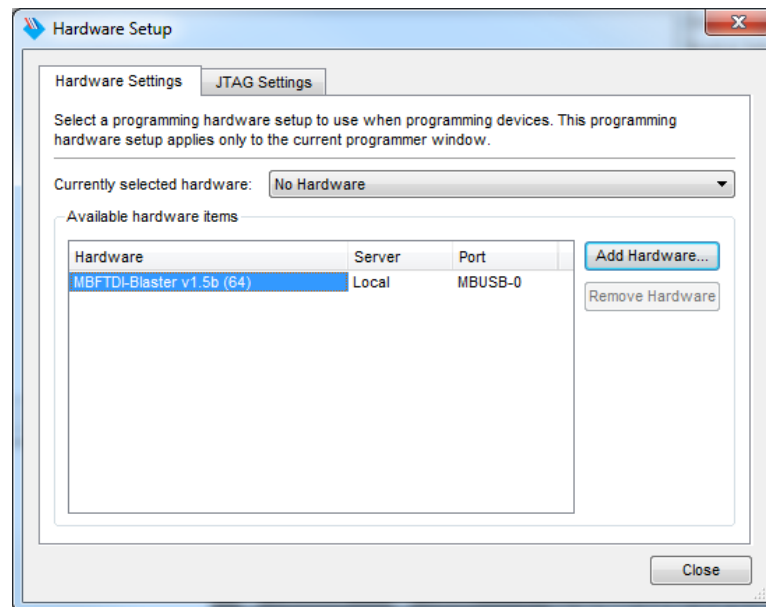 Hardware Setup
Hardware Settings
JTAG Settings
Select a programming hardware setup to use when programming devices. This programming
hardware setup applies only to the current programmer window.
Currently selected hardware: No Hardware
Available hardware items
Hardware Server Port
MBFTDI-Blaster v1.5b (64) Local MBUSB-0
Add Hardware...
Remove Hardware
Close